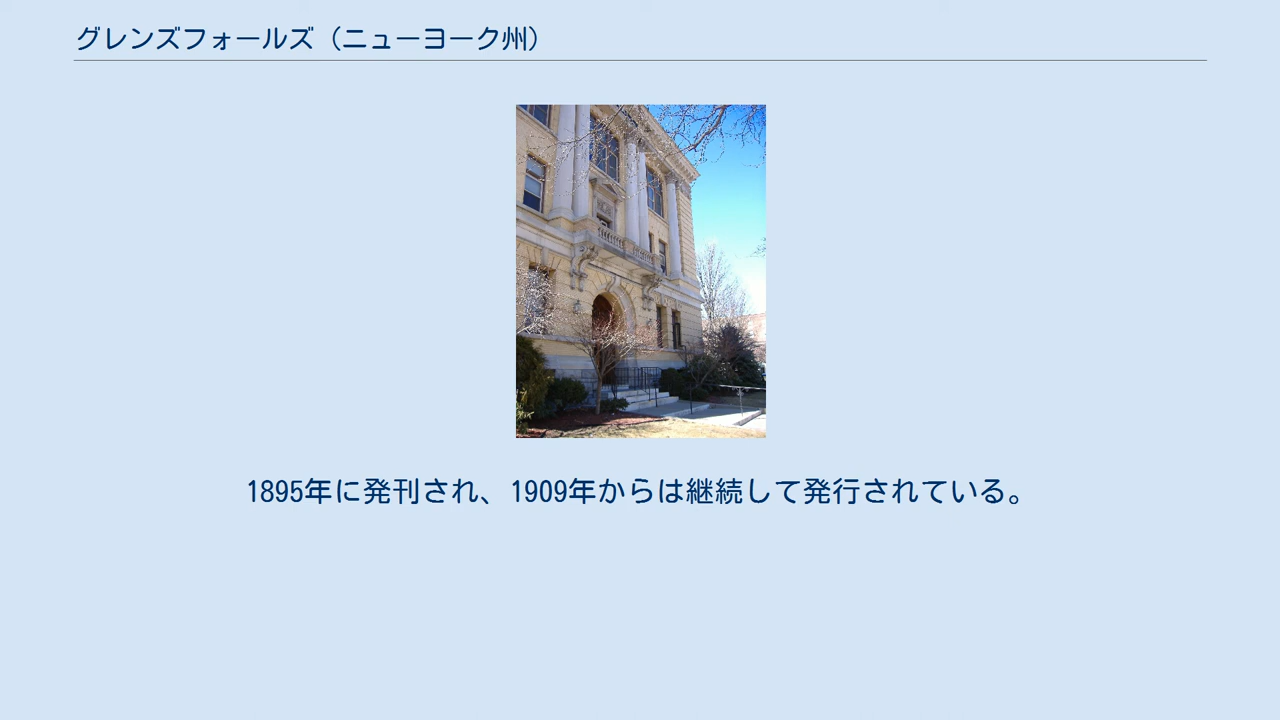 グレンズフォールズ（ニューヨーク州）
1895年に発刊され、1909年からは継続して発行されている。